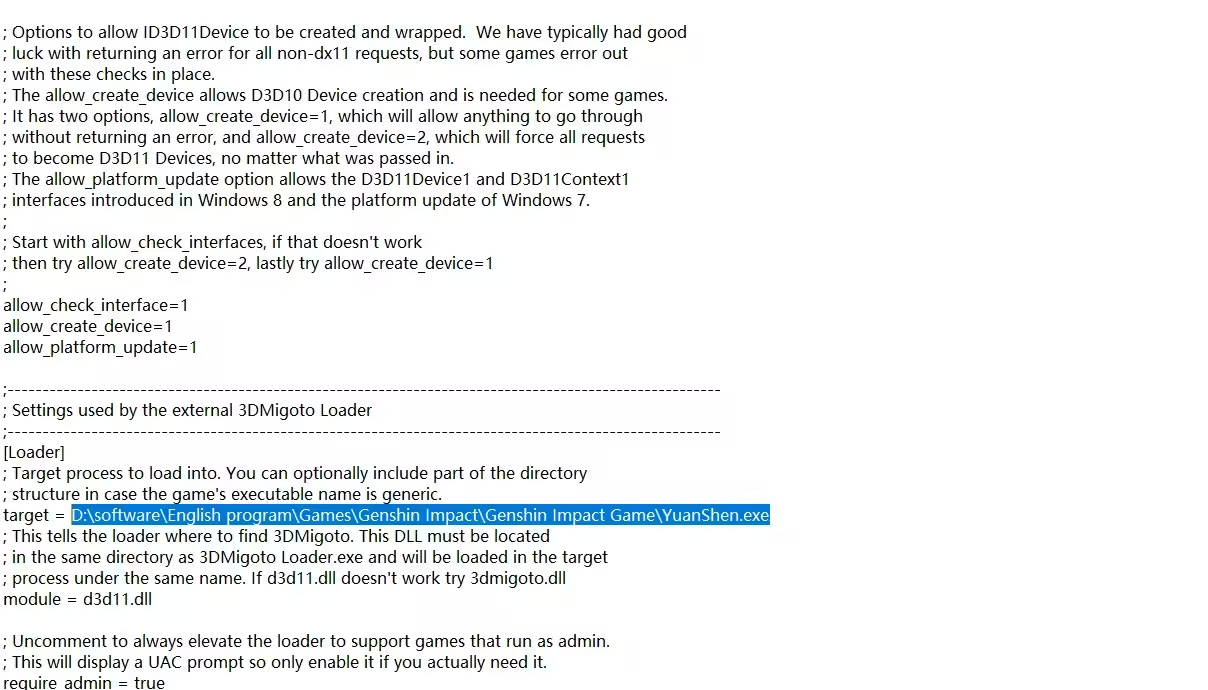 ; Options to allow ID3D11Device to be created and wrapped.  We have typically had good
; luck with returning an error for all non-dx11 requests, but some games error out
; with these checks in place.
; The allow_create_device allows D3D10 Device creation and is needed for some games.
; It has two options, allow_create_device=1, which will allow anything to go through
; without returning an error, and allow_create_device=2, which will force all requests
; to become D3D11 Devices, no matter what was passed in.
; The allow_platform_update option allows the D3D11Device1 and D3D11Context1
; interfaces introduced in Windows 8 and the platform update of Windows 7.
;
; Start with allow_check_interfaces, if that doesn't work
; then try allow_create_device=2, lastly try allow_create_device=1
;
allow_check_interface=1
allow_create_device=1
allow_platform_update=1
;------------------------------------------------------------------------------------------------------
; Settings used by the external 3DMigoto Loader
;------------------------------------------------------------------------------------------------------
[Loader]
; Target process to load into. You can optionally include part of the directory
; structure in case the game's executable name is generic.
target = D:\software\English program\Games\Genshin Impact\Genshin Impact Game\YuanShen.exe
; This tells the loader where to find 3DMigoto. This DLL must be located
; in the same directory as 3DMigoto Loader.exe and will be loaded in the target
; process under the same name. If d3d11.dll doesn't work try 3dmigoto.dll
module = d3d11.dll
; Uncomment to always elevate the loader to support games that run as admin.
; This will display a UAC prompt so only enable it if you actually need it.
require_admin = true